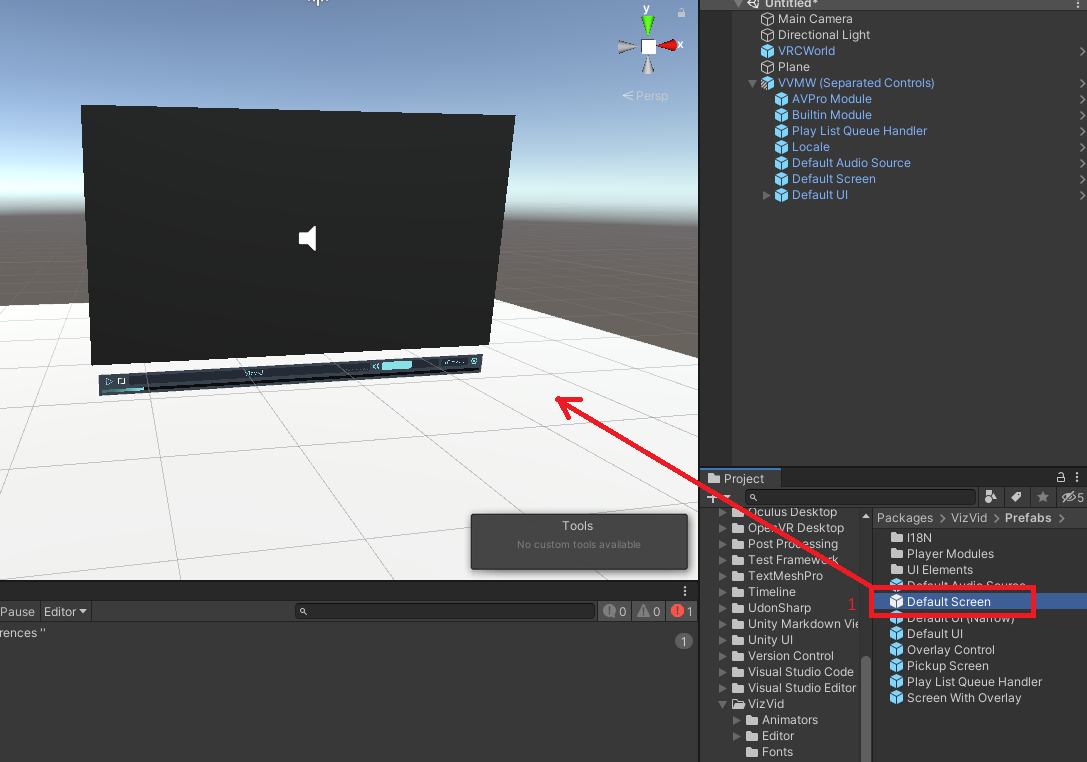 Untitled*
Main Camera
Directional Light
VRCWorld
Plane
VVMW (Separated Controls)
AVPro Module
Builtin Module
Play List Queue Handler
Locale
Default Audio Source
Default Screen
Default UI
y
x
Persp
Tools
No custom tools available
Pause Editor
0 0 1
rences ''
1
Project
5
Oculus Desktop
OpenVR Desktop
Post Processing
Test Framework
TextMeshPro
Timeline
UdonSharp
Unity Markdown Vie
Unity UI
Version Control
Visual Studio Code
Visual Studio Editor
VizVid
Animators
Editor
Fonts
Packages > VizVid > Prefabs >
I18N
Player Modules
UI Elements
Default Audio Source
1
Default Screen
Default UI (Narrow)
Default UI
Overlay Control
Pickup Screen
Play List Queue Handler
Screen With Overlay